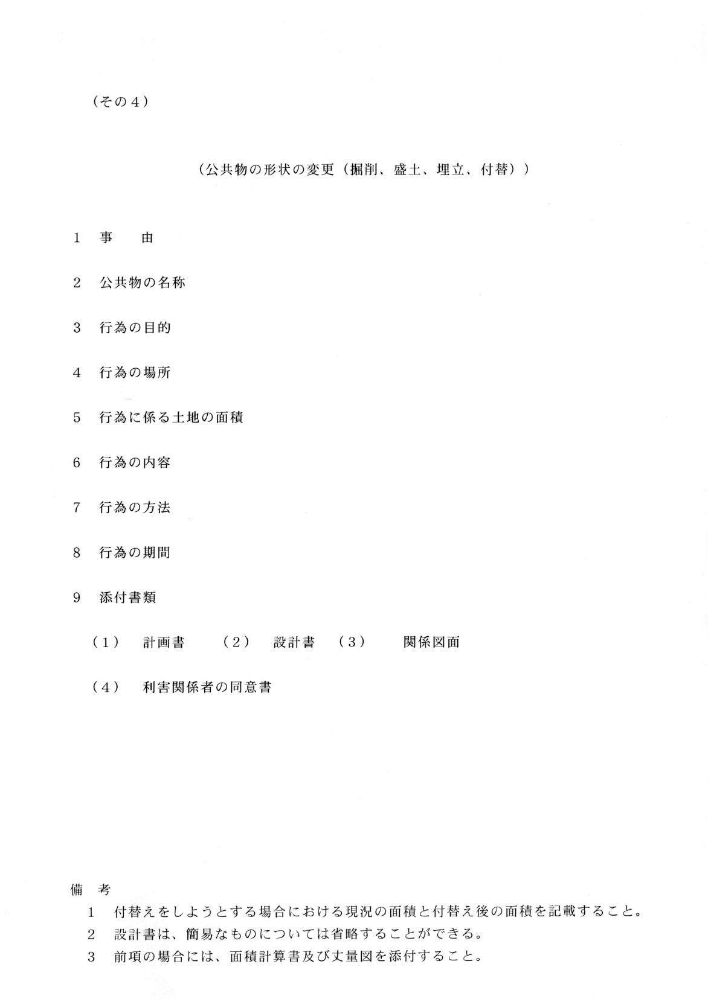 （その４）
（公共物の形状の変更（掘削、盛土、埋立、付替））
１　事　　由
２　公共物の名称
３　行為の目的
４　行為の場所
５　行為に係る土地の面積
６　行為の内容
７　行為の方法
８　行為の期間
９　添付書類
（１）　計画書　　（２）　設計書　（３）　　関係図面
（４）　利害関係者の同意書
備　考
１　付替えをしようとする場合における現況の面積と付替え後の面積を記載すること。
２　設計書は、簡易なものについては省略することができる。
３　前項の場合には、面積計算書及び丈量図を添付すること。